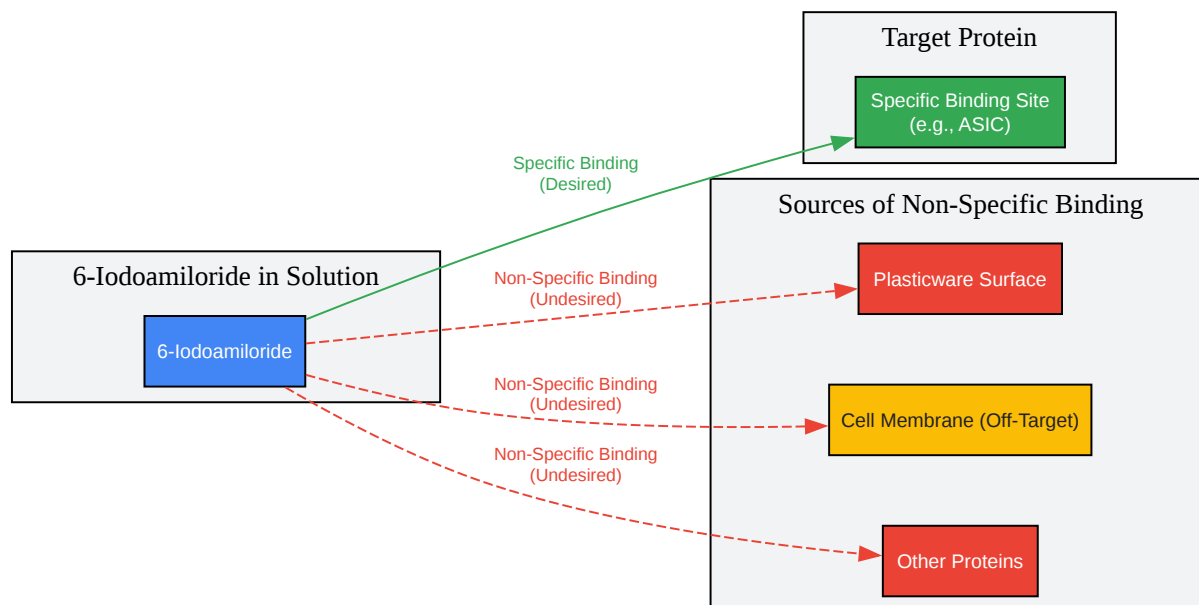 Target Protein
Specific Binding Site
(e.g., ASIC)
Specific Binding
(Desired)
Sources of Non-Specific Binding
6-Iodoamiloride in Solution
Non-Specific Binding
(Undesired)
Plasticware Surface
6-Iodoamiloride
Non-Specific Binding
(Undesired)
Cell Membrane (Off-Target)
Non-Specific Binding
(Undesired)
Other Proteins